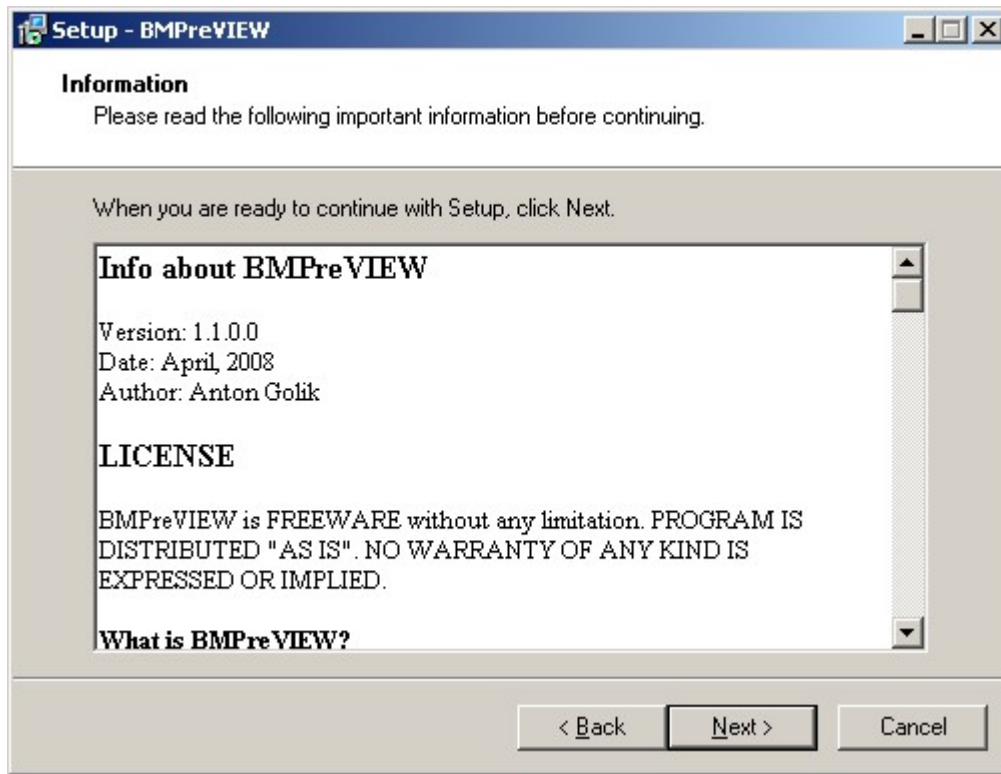 Setup - BMPreVIEW
Information
Please read the following important information before continuing.
When you are ready to continue with Setup, click Next.
Info about BMPreVIEW
Version: 1.1.0.0
Date: April, 2008
Author: Anton Golik
LICENSE
BMPreVIEW is FREEWARE without any limitation. PROGRAM IS
DISTRIBUTED "AS IS". NO WARRANTY OF ANY KIND IS
EXPRESSED OR IMPLIED.
What is BMPreVIEW?
< Back
Next >
Cancel